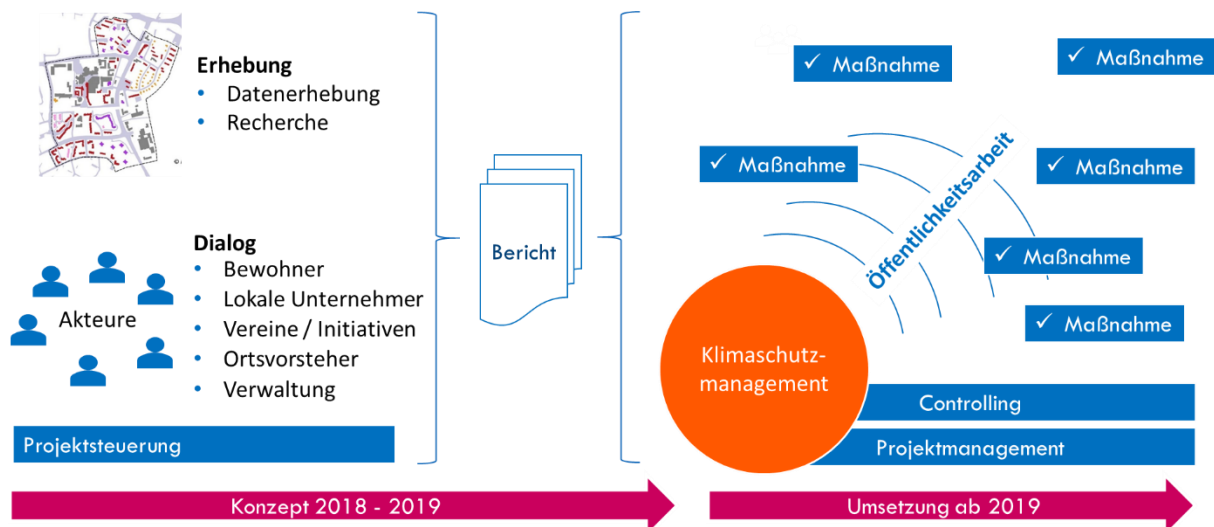 Erhebung
• Datenerhebung
• Recherche
Dialog
• Bewohner
• Lokale Unternehmer
• Vereine / Initiativen
• Ortsvorsteher
• Verwaltung
Akteure
Projektsteuerung
Bericht
✓ Maßnahme
✓ Maßnahme
✓ Maßnahme
✓ Maßnahme
✓ Maßnahme
✓ Maßnahme
Öffentlichkeitsarbeit
Klimaschutz-
management
Controlling
Projektmanagement
Konzept 2018 - 2019
Umsetzung ab 2019